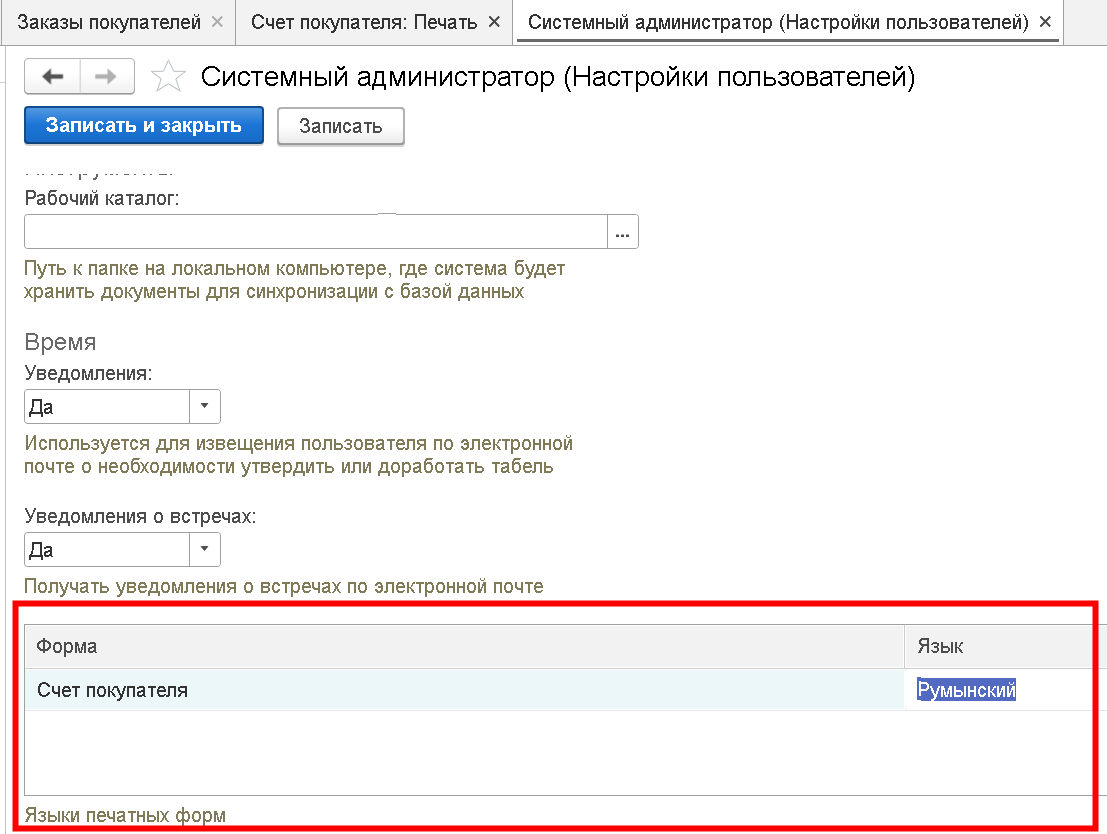 Заказы покупателей × Счет покупателя: Печать × Системный администратор (Настройки пользователей) ×
Системный администратор (Настройки пользователей)
Записать и закрыть Записать
Рабочий каталог:
...
Путь к папке на локальном компьютере, где система будет
хранить документы для синхронизации с базой данных
Время
Уведомления:
Да
Используется для извещения пользователя по электронной
почте о необходимости утвердить или доработать табель
Уведомления о встречах:
Да
Получать уведомления о встречах по электронной почте
Форма Язык
Счет покупателя Румынский
Языки печатных форм